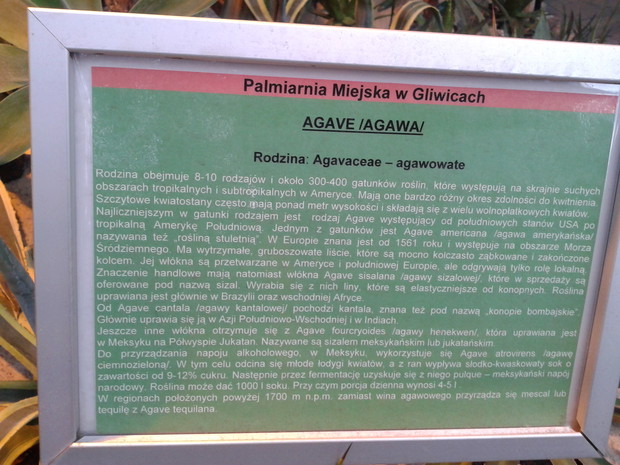 Palmiarnia Miejska w Gliwicach
AGAVE /AGAWA/
Rodzina: Agavaceae – agawowate
Rodzina obejmuje 8-10 rodzajów i około 300-400 gatunków roślin, które występują na skrajnie suchych
obszarach tropikalnych i subtropikalnych w Ameryce. Mają one bardzo różny okres zdolności do kwitnienia.
Szczytowe kwiatostany często mają ponad metr wysokości i składają się z wielu wolnopłatkowych kwiatów.
Najliczniejszym w gatunki rodzajem jest rodzaj Agave występujący od południowych stanów USA po
tropikalną Amerykę Południową. Jednym z gatunków jest Agave americana /agawa amerykańska/
nazywana też „rośliną stuletnią". W Europie znana jest od 1561 roku i występuje na obszarze Morza
Śródziemnego. Ma wytrzymałe, gruboszowate liście, które są mocno kolczasto ząbkowane i zakończone
kolcem. Jej włókna są przetwarzane w Ameryce i południowej Europie, ale odgrywają tylko rolę lokalną.
Znaczenie handlowe mają natomiast włókna Agave sisalana /agawy sizalowej/, które w sprzedaży są
oferowane pod nazwą sizal. Wyrabia się z nich liny, które są elastyczniejsze od konopnych. Roślina
uprawiana jest głównie w Brazylii oraz wschodniej Afryce.
Od Agave cantala /agawy kantalowej/ pochodzi kantala, znana też pod nazwą „konopie bombajskie".
Głównie uprawia się ją w Azji Południowo-Wschodniej i w Indiach.
Jeszcze inne włókno otrzymuje się z Agave fourcryoides /agawy henekwen/, która uprawiana jest
w Meksyku na Półwyspie Jukatan. Nazywane są sizalem meksykańskim lub jukatańskim.
Do przyrządzania napoju alkoholowego, w Meksyku, wykorzystuje się Agave atrovirens /agawę
ciemnozieloną/. W tym celu odcina się młode łodygi kwiatu, a z ran wypływa słodko-kwaskowaty sok o
zawartości od 9-12% cukru. Następnie przez fermentację uzyskuje się z niego pulque – meksykański napój
narodowy. Roślina może dać 1000 l soku. Przy czym porcja dzienna wynosi 4-5 l .
W regionach położonych powyżej 1700 m n.p.m. zamiast wina agawowego przyrządza się mescal lub
tequilę z Agave tequilana.